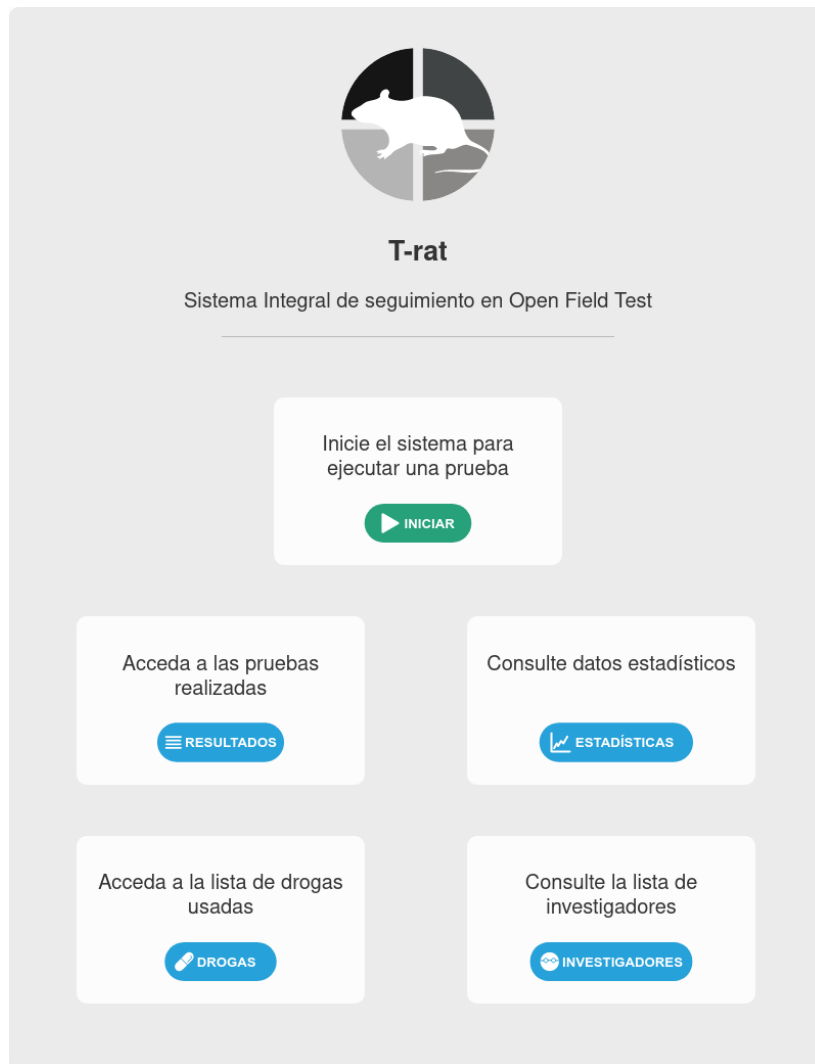 T-rat
Sistema Integral de seguimiento en Open Field Test
Inicie el sistema para
ejecutar una prueba
INICIAR
Acceda a las pruebas
realizadas
RESULTADOS
Consulte datos estadísticos
ESTADÍSTICAS
Acceda a la lista de drogas
usadas
DROGAS
Consulte la lista de
investigadores
INVESTIGADORES